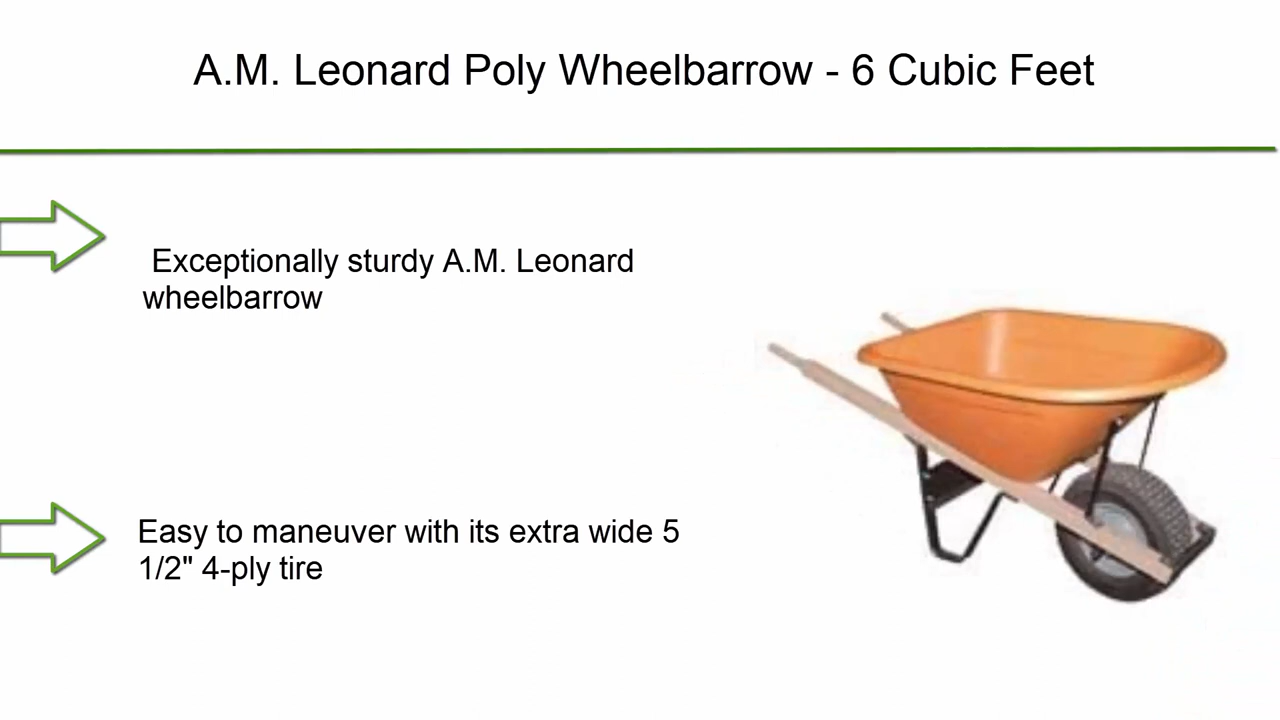 A.M. Leonard Poly Wheelbarrow - 6 Cubic Feet
Exceptionally sturdy A.M. Leonard
wheelbarrow
Easy to maneuver with its extra wide 5
1/2" 4-ply tire